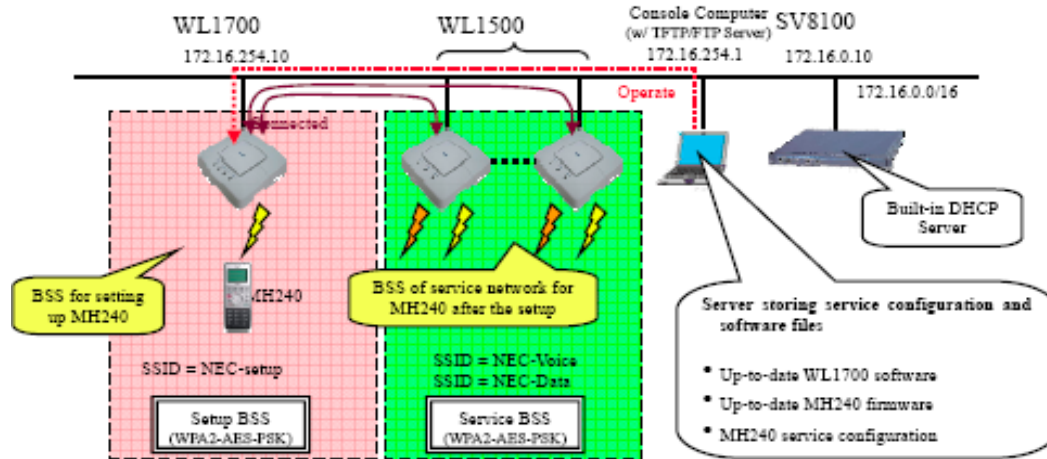 WL1700
WL1500
Console Computer
(w/ TFTP/FTP Server)
SV8100
172.16.254.10
172.16.254.1
172.16.0.10
Operate
172.16.0.0/16
Connected
Built-in DHCP
Server
BSS for setting
up MH240
MH240
BSS of service network for
MH240 after the setup
Server storing service configuration and
software files
• Up-to-date WL1700 software
• Up-to-date MH240 firmware
• MH240 service configuration
SSID = NEC-setup
SSID = NEC-Voice
SSID = NEC-Data
Setup BSS
(WPA2-AES-PSK)
Service BSS
(WPA2-AES-PSK)